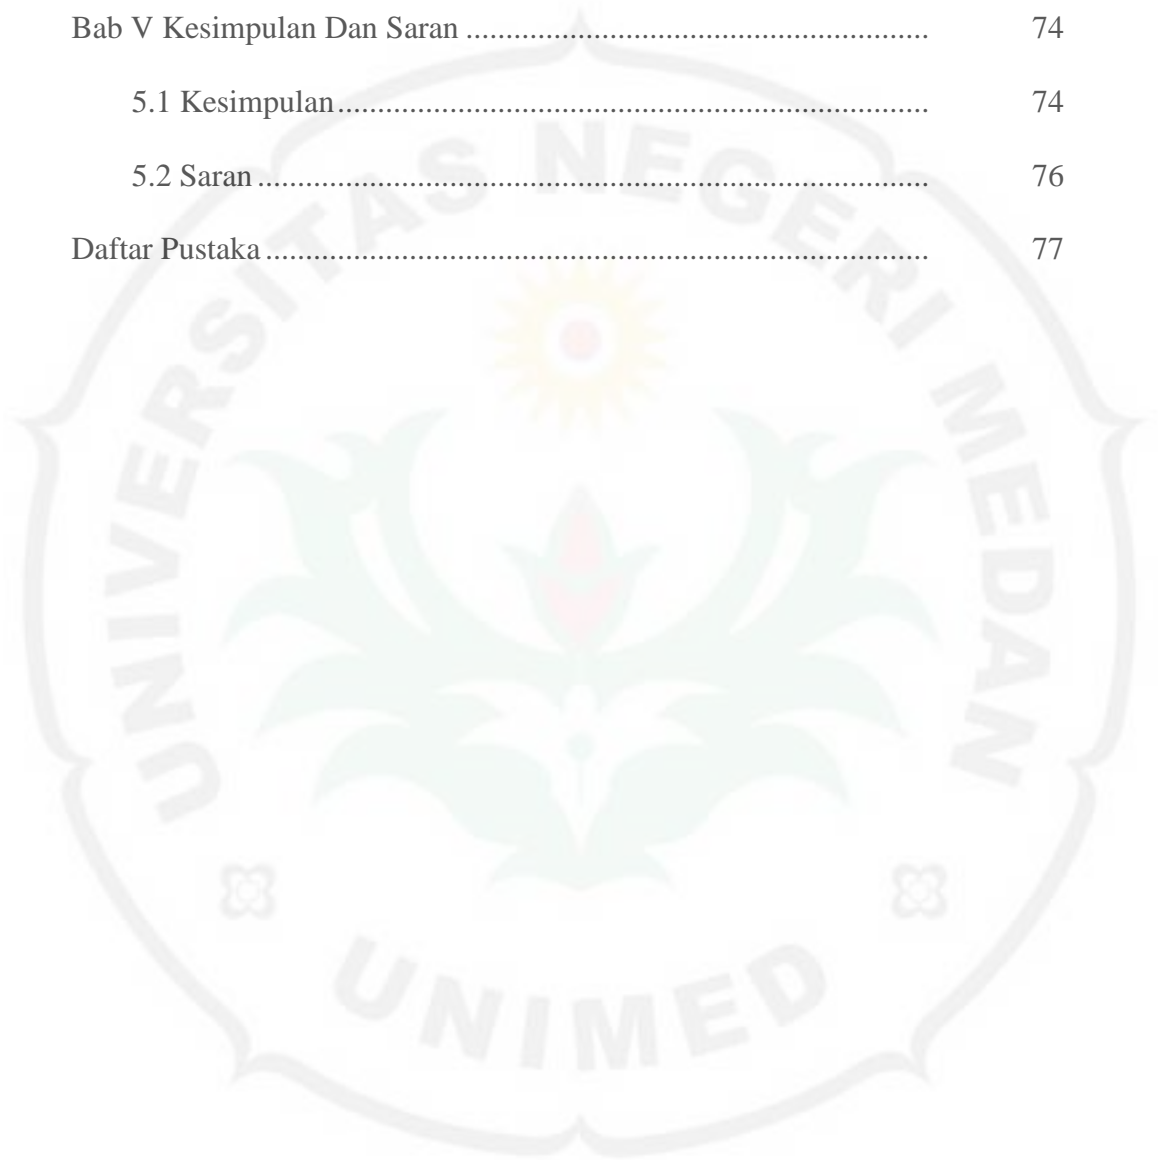 Bab V Kesimpulan Dan Saran .......................................................... 74
5.1 Kesimpulan.......................................................................... 74
5.2 Saran .................................................................................... 76
Daftar Pustaka ................................................................................... 77
UNIVERSITAS NEGERI MEDAN
UNIMED